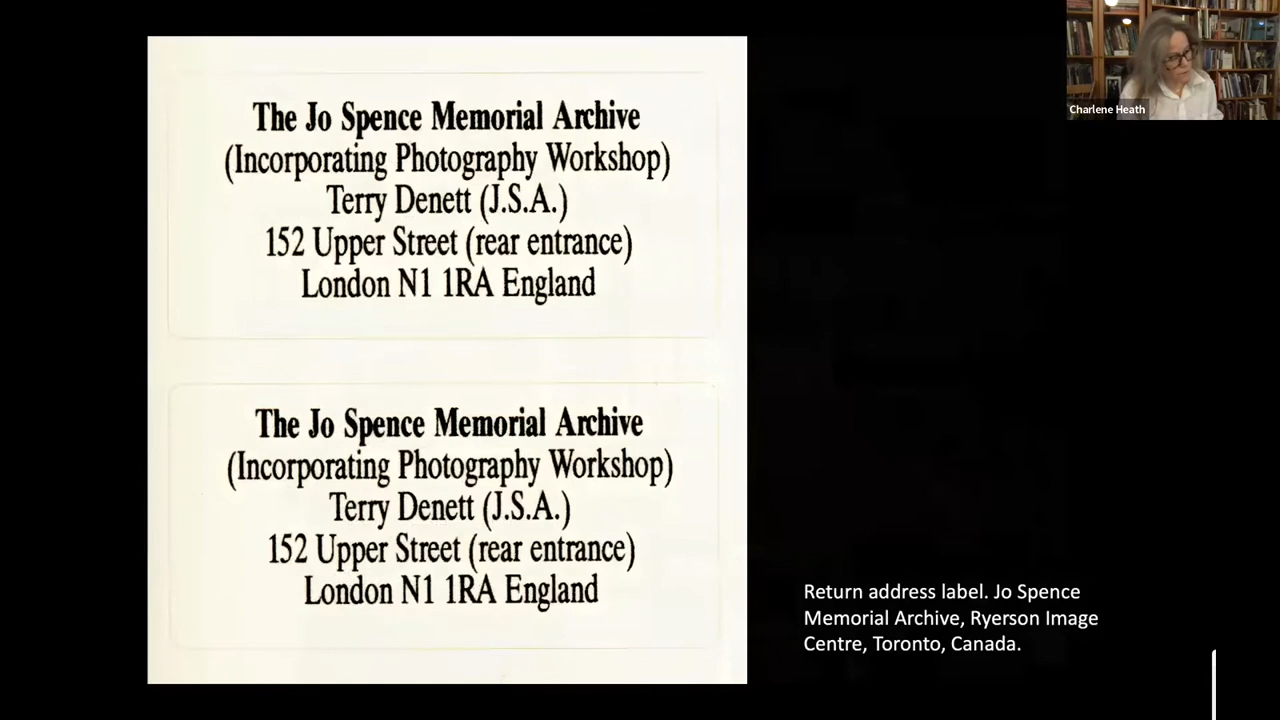 The Jo Spence Memorial Archive
(Incorporating Photography Workshop)
Terry Denett (J.S.A.)
152 Upper Street (rear entrance)
London N1 1RA England
The Jo Spence Memorial Archive
(Incorporating Photography Workshop)
Terry Denett (J.S.A.)
152 Upper Street (rear entrance)
London N1 1RA England
Return address label. Jo Spence
Memorial Archive, Ryerson Image
Centre, Toronto, Canada.
Charlene Heath